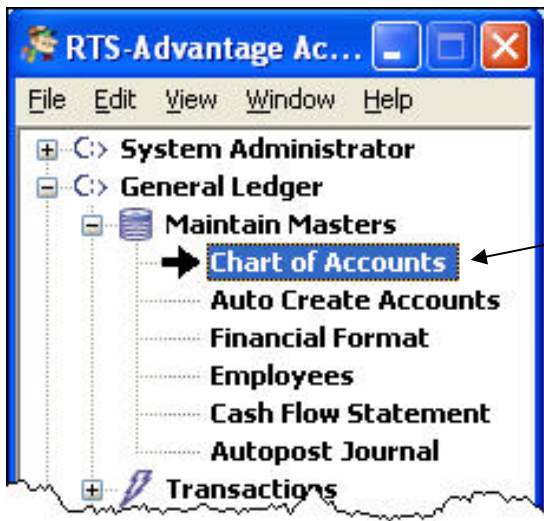 RTS-Advantage Ac...
File Edit View Window Help
System Administrator
General Ledger
Maintain Masters
Chart of Accounts
Auto Create Accounts
Financial Format
Employees
Cash Flow Statement
Autopost Journal
Transactions